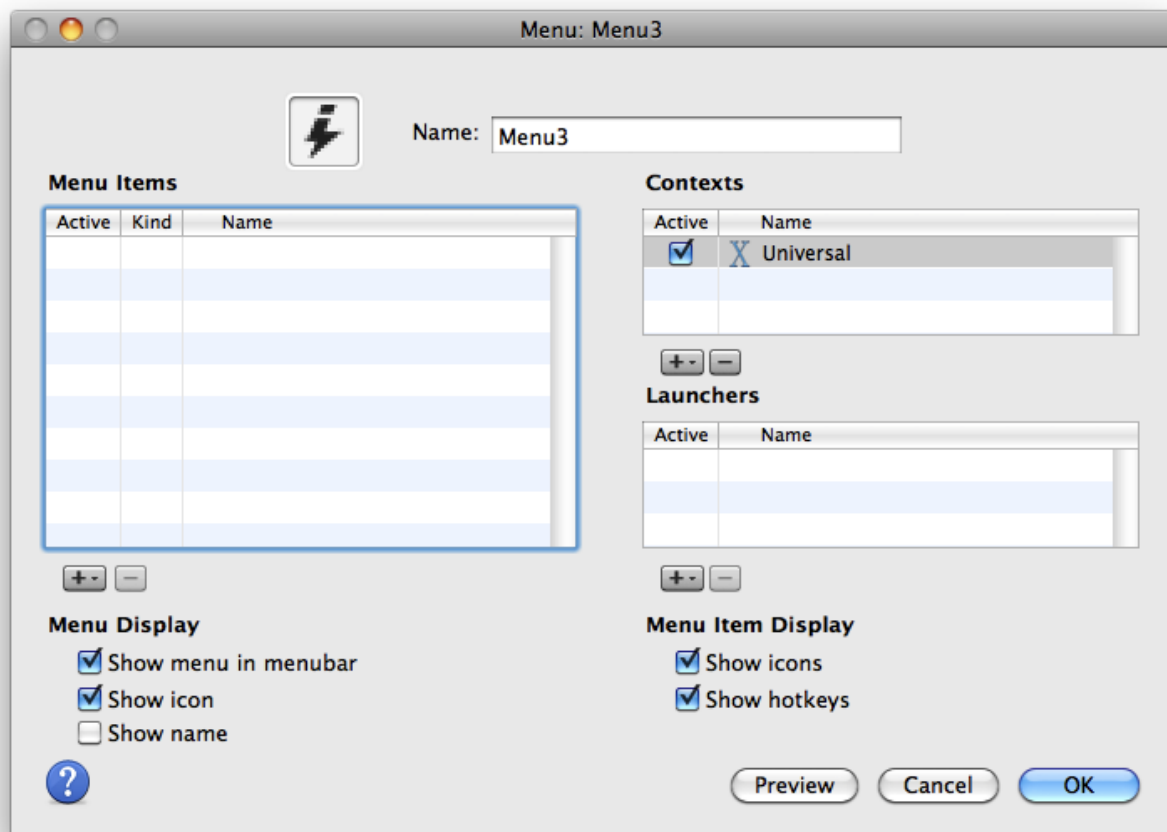 Menu: Menu3
Name: Menu3
Menu Items
Active Kind Name
Contexts
Active Name
X Universal
Launchers
Active Name
Menu Display
Show menu in menubar
Show icon
Show name
Menu Item Display
Show icons
Show hotkeys
?
Preview Cancel OK